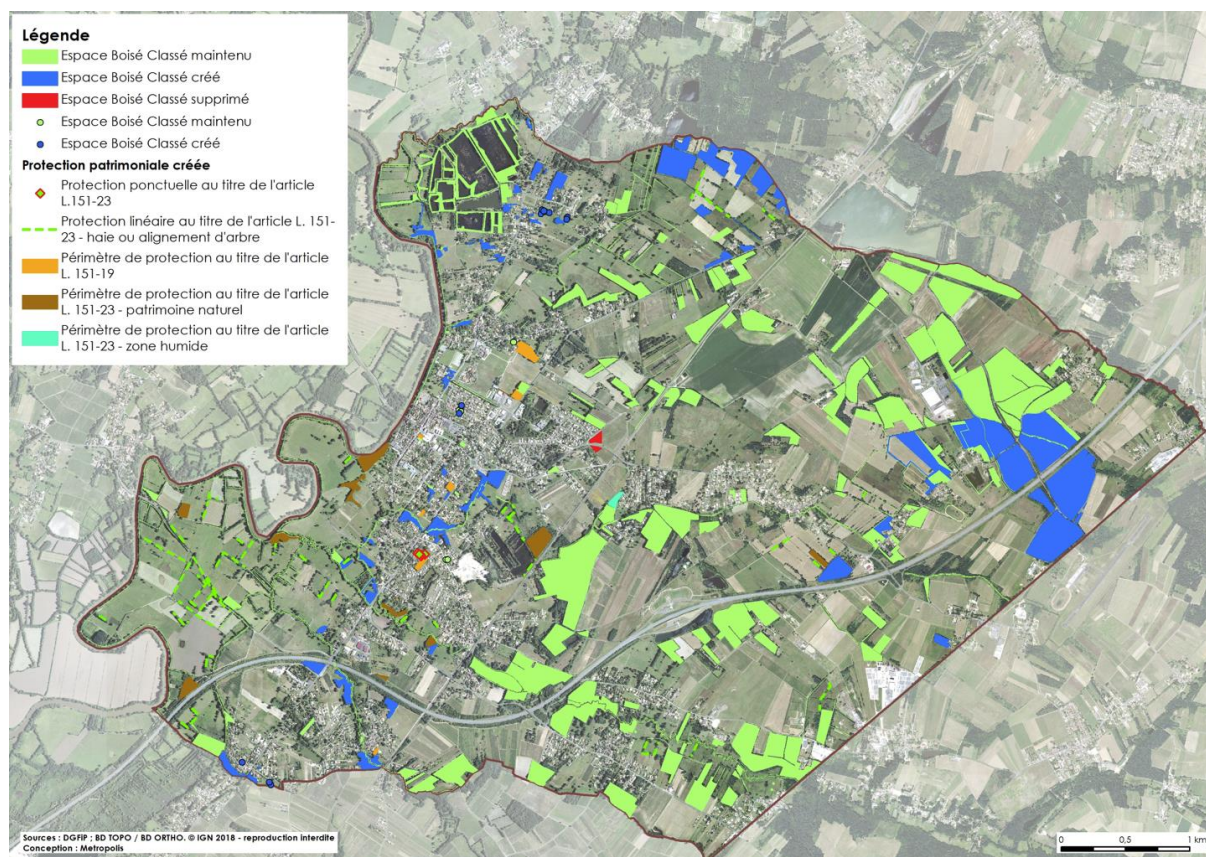 Légende
Espace Boisé Classé maintenu
Espace Boisé Classé créé
Espace Boisé Classé supprimé
Espace Boisé Classé maintenu
Espace Boisé Classé créé
Protection patrimoniale créée
Protection ponctuelle au titre de l'article
L.151-23
Protection linéaire au titre de l'article L. 151-
23 - haie ou alignement d'arbre
Périmètre de protection au titre de l'article
L. 151-19
Périmètre de protection au titre de l'article
L. 151-23 - patrimoine naturel
Périmètre de protection au titre de l'article
L. 151-23 - zone humide
Sources : DGFiP ; BD TOPO / BD ORTHO. © IGN 2018 - reproduction interdite
Conception : Metropolis
0 0,5 1 km